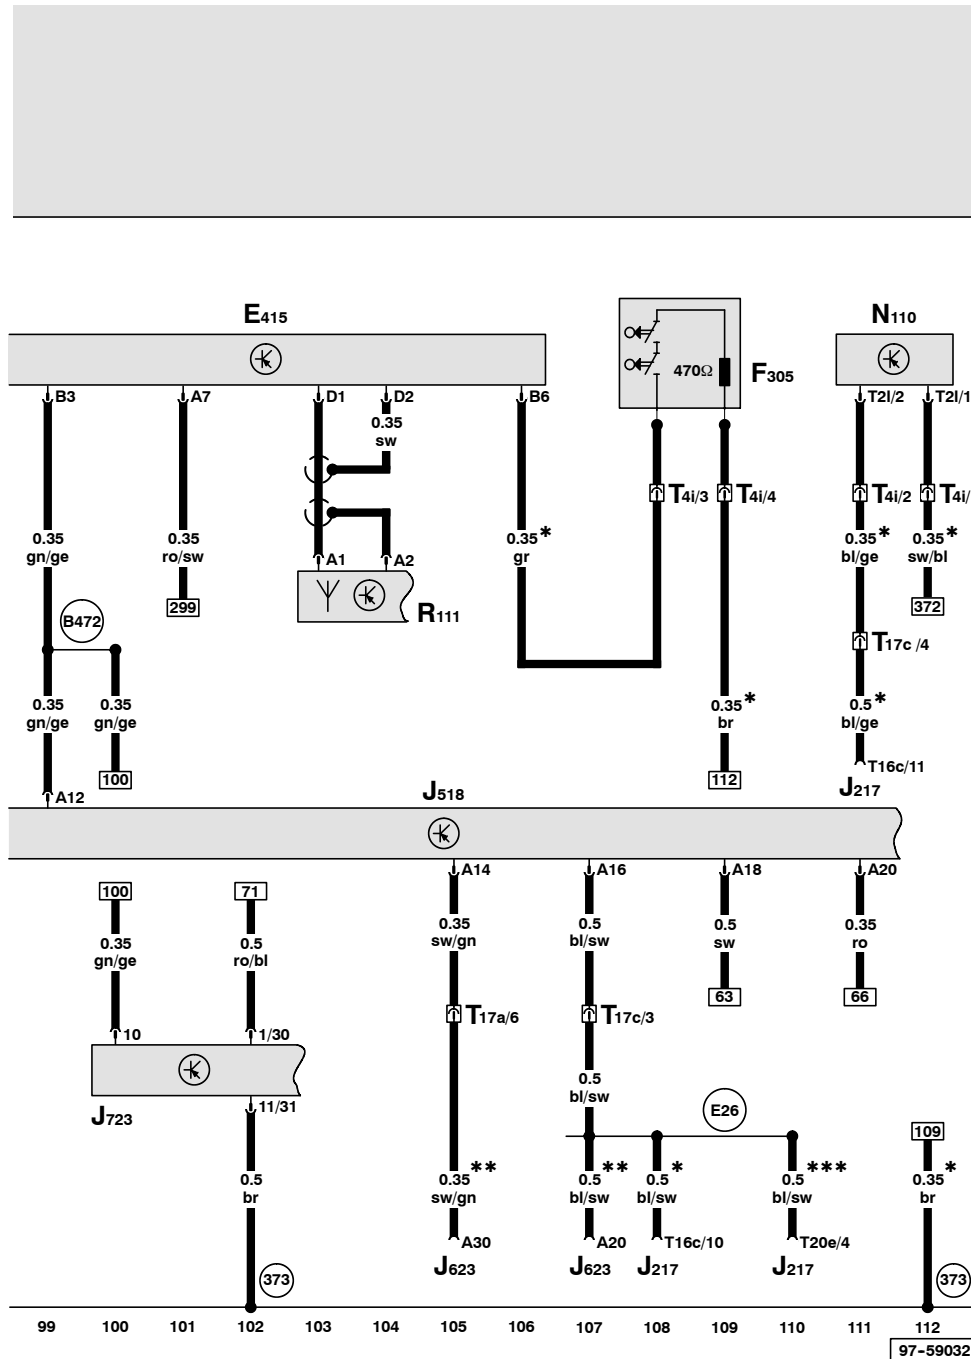 E415
N110
F305
470Ω
B3
A7
D1
D2
B6
T2l/2
T2l/1
0.35
sw
T4i/3
T4i/4
T4i/2
T4i/
0.35
gn/ge
0.35
ro/sw
A1
A2
0.35*
gr
0.35*
bl/ge
0.35*
sw/bl
299
R111
372
B472
T17c /4
0.35
gn/ge
0.35
gn/ge
0.35*
br
0.5*
bl/ge
100
112
T16c/11
J217
A12
J518
A14
A16
A18
A20
100
71
0.35
gn/ge
0.5
ro/bl
0.35
sw/gn
0.5
bl/sw
0.5
sw
0.35
ro
63
66
T17a/6
T17c/3
10
1/30
J723
11/31
0.5
bl/sw
E26
109
0.5
br
0.35**
sw/gn
0.5**
bl/sw
0.5*
bl/sw
0.5***
bl/sw
0.35*
br
A30
A20
T16c/10
T20e/4
J623
J623
J217
J217
373
373
99 100 101 102 103 104 105 106 107 108 109 110 111 112
97-59032